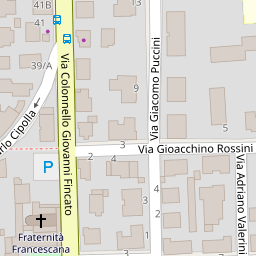 41B
41
39/A
Via Colonnello Giovanni Fincato
Via Giacomo Puccini
9
5
Cipolla
3
Via Gioacchino Rossini
2
4
3
2
1
P
Via Adriano Valerini
Fraternità
Francescana